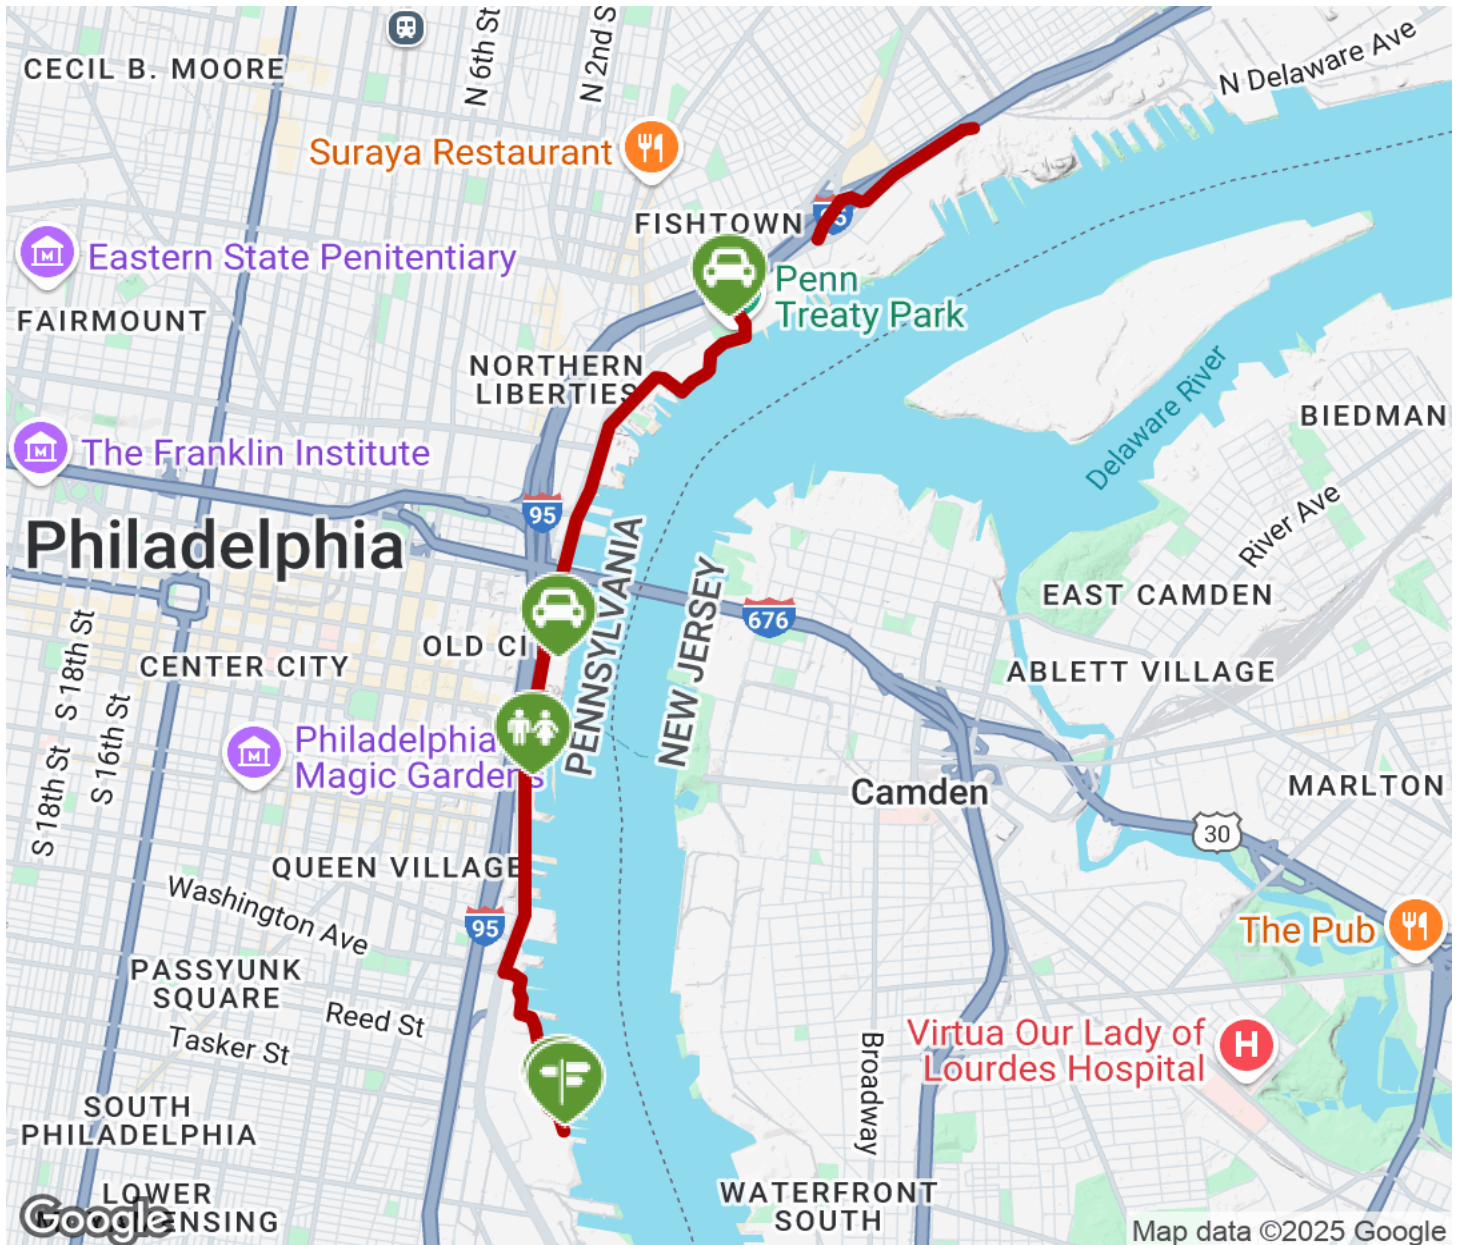 CECIL B. MOORE
N 6th St
N 2nd S
N Delaware Ave
Suraya Restaurant
FISHTOWN
Eastern State Penitentiary
Penn
Treaty Park
FAIRMOUNT
NORTHERN
LIBERTIES
Delaware River
BIEDMAN
The Franklin Institute
95
River Ave
Philadelphia
PENNSYLVANIA
NEW JERSEY
EAST CAMDEN
676
OLD CI
S 18th St
CENTER CITY
ABLETT VILLAGE
S 16th St
Philadelphia
Magic Gardens
S 18th St
Camden
MARLTON
30
QUEEN VILLAGE
Washington Ave
95
The Pub
PASSYUNK
SQUARE
Reed St
Tasker St
Broadway
Virtua Our Lady of
Lourdes Hospital
H
SOUTH
PHILADELPHIA
LOWER
WATERFRONT
SOUTH
Google
Map data ©2025 Google